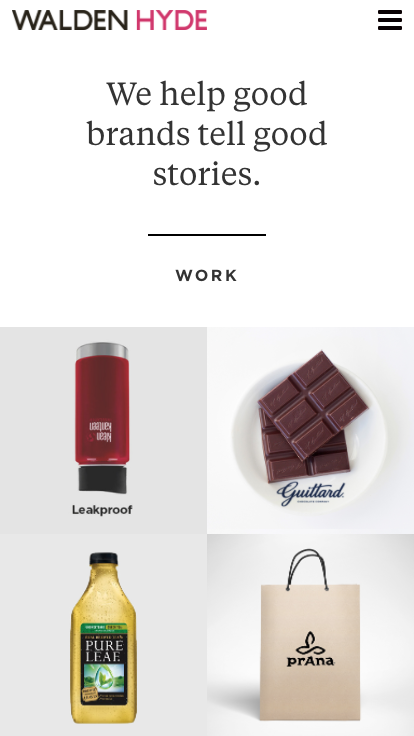 WALDEN HYDE
We help good
brands tell good
stories.
WORK
klean
kanteen
Leakproof
Guittard
PURE
LEAF
prAna